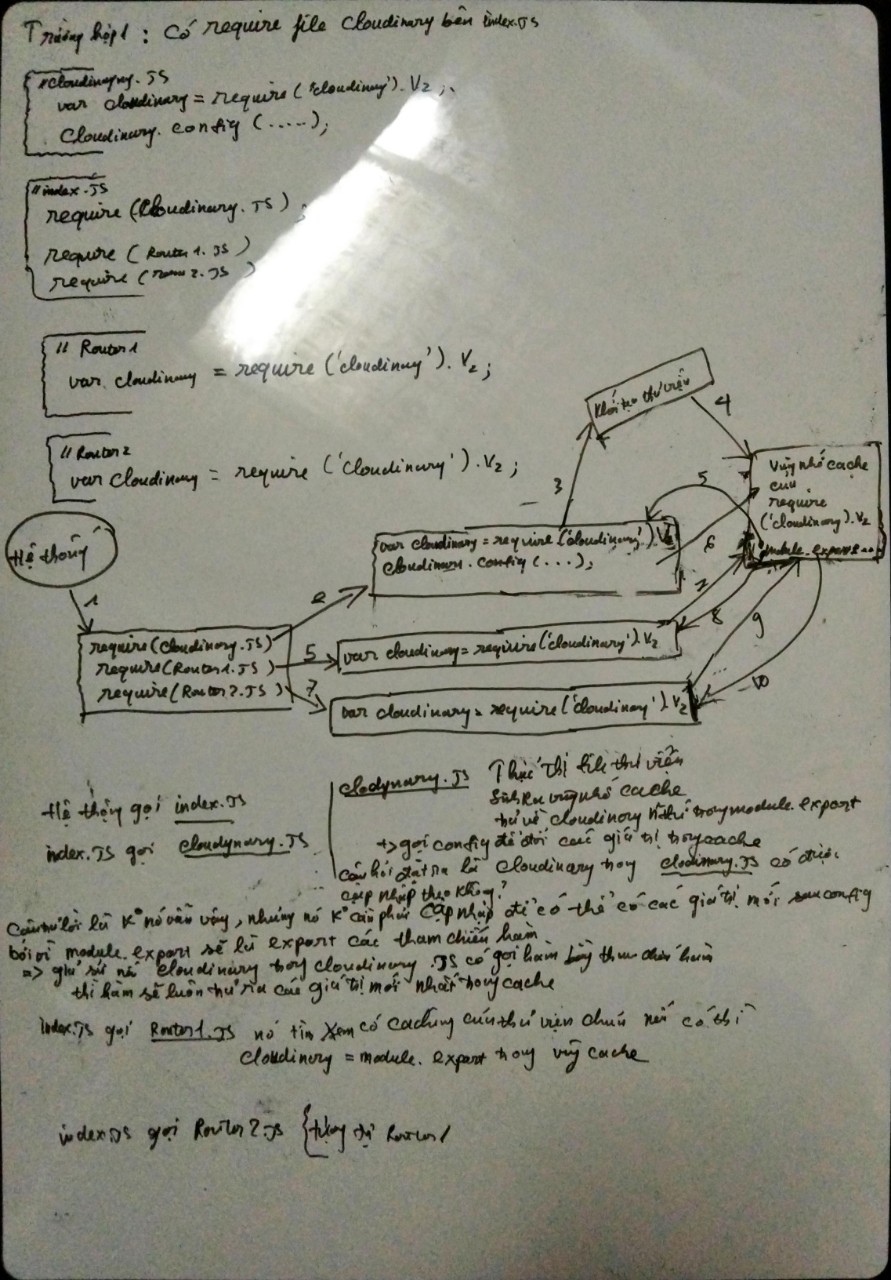 Trường hợp 1 : Có require file Cloudinary bên index.JS
//Cloudinary.JS
var cloudinary = require('cloudinary').V2;
Cloudinary.config (.....);
//index.JS
require(Cloudinary.JS);
require (Router1.JS)
require (Router2.JS)
// Router1
var cloudinary = require ('cloudinary').V2;
// Router2
var cloudinary = require ('cloudinary').V2;
Khởi tạo thư viện
4
3
5
Vùng nhớ cache
của
require
('cloudinary').V2
module.export = ..
Hệ thống
1
2
var cloudinary = require('cloudinary').V2
cloudinary.config (...);
6
7
8
9
10
require(Cloudinary.JS)
require(Router1.JS)
require(Router2.JS)
5
7
var cloudinary = require('cloudinary').V2
var cloudinary = require('cloudinary').V2
Hệ thống gọi index.JS
index.JS gọi cloudynary.JS
clodynary.JS Thực thi file thư viện
Sinh ra vùng nhớ cache
trả về cloudinary trong module.export
=> gọi config để đổi các giá trị trong cache
câu hỏi đặt ra là Cloudinary trong clodinary.JS có được
cập nhập theo không?
Câu trả lời là K° nó vẫn vậy, nhưng nó K° cần phải cập nhập để có thể có các giá trị mới sau config
bởi vì module.export sẽ là export các tham chiếu hàm
=> giả sử nếu cloudinary trong cloudinary.JS có gọi hàm thì hàm
thì hàm sẽ luôn trả ra các giá trị mới nhất trong cache
index.JS gọi Router1.JS nó tìm xem có cache của thư viện chưa nếu có thì
cloudinary = module.export trong vùng cache
index.JS gọi Router2.JS { tương tự Router1